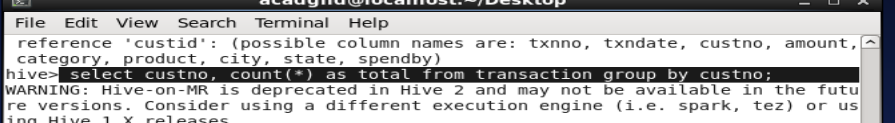 acadgild@localhost:~/Desktop
File Edit View Search Terminal Help
reference 'custid': (possible column names are: txnno, txndate, custno, amount,
category, product, city, state, spendby)
hive> select custno, count(*) as total from transaction group by custno;
WARNING: Hive-on-MR is deprecated in Hive 2 and may not be available in the futu
re versions. Consider using a different execution engine (i.e. spark, tez) or us
ing Hive 1.X releases.